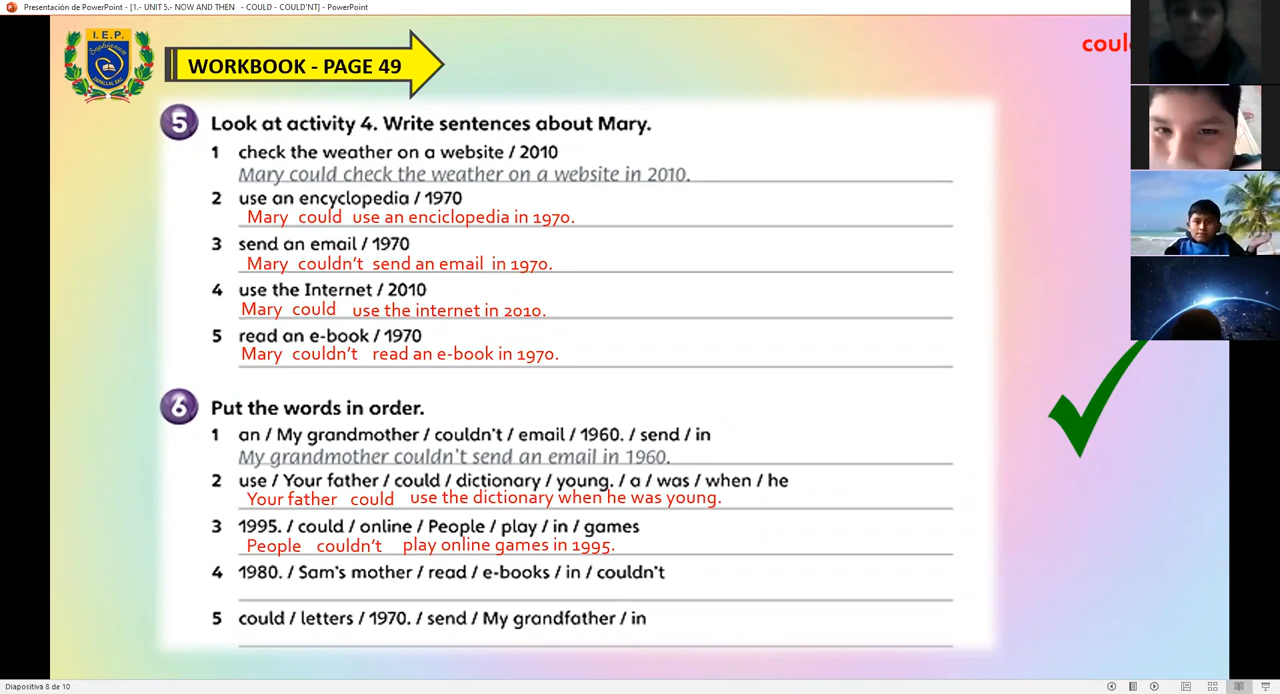 Presentación de PowerPoint - [1.- UNIT 5.- NOW AND THEN - COULD - COULD'NT] - PowerPoint
I.E.P.
WORKBOOK - PAGE 49
5 Look at activity 4. Write sentences about Mary.
1 check the weather on a website / 2010
Mary could check the weather on a website in 2010.
2 use an encyclopedia / 1970
Mary could use an enciclopedia in 1970.
3 send an email / 1970
Mary couldn't send an email in 1970.
4 use the Internet / 2010
Mary could use the internet in 2010.
5 read an e-book / 1970
Mary couldn't read an e-book in 1970.
6 Put the words in order.
1 an / My grandmother / couldn't / email / 1960. / send / in
My grandmother couldn't send an email in 1960.
2 use / Your father / could / dictionary / young. / a / was / when / he
Your father could use the dictionary when he was young.
3 1995. / could / online / People / play / in / games
People couldn't play online games in 1995.
4 1980. / Sam's mother / read / e-books / in / couldn't
5 could / letters / 1970. / send / My grandfather / in
Diapositiva 8 de 10